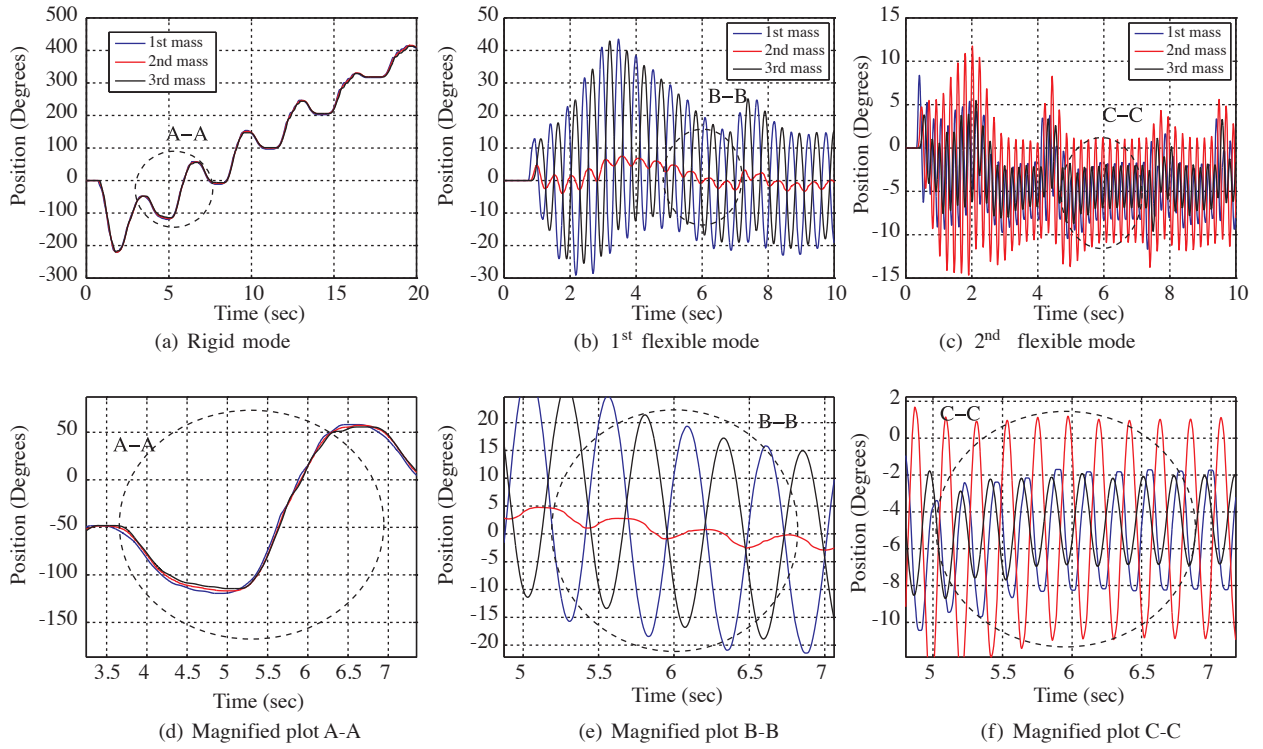 500
400
300
200
100
0
-100
-200
300
0
5
10
15
20
Position (Degrees)
Time (sec)
1st mass
2nd mass
3rd mass
A–A
(a) Rigid mode
50
40
30
20
10
0
-10
-20
30
0
2
4
6
8
10
Position (Degrees)
Time (sec)
1st mass
2nd mass
3rd mass
B–B
(b) 1st flexible mode
15
10
5
0
-5
-10
15
0
2
4
6
8
10
Position (Degrees)
Time (sec)
1st mass
2nd mass
3rd mass
C–C
(c) 2nd flexible mode
50
0
-50
-100
-150
3.5
4
4.5
5
5.5
6
6.5
7
Position (Degrees)
Time (sec)
A–A
(d) Magnified plot A-A
20
15
10
5
0
-5
-10
-15
-20
5
5.5
6
6.5
7
Position (Degrees)
Time (sec)
B–B
(e) Magnified plot B-B
2
0
-2
-4
-6
-8
-10
5
5.5
6
6.5
7
Position (Degrees)
Time (sec)
C–C
(f) Magnified plot C-C